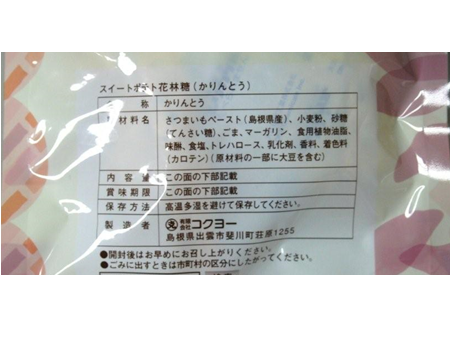 スイートポテト花林糖(かりんとう)
名 称 かりんとう
原材料名 さつまいもペースト(島根県産)、小麦粉、砂糖
(てんさい糖)、ごま、マーガリン、食用植物油脂、
味醂、食塩、トレハロース、乳化剤、香料、着色料
(カロテン)(原材料の一部に大豆を含む)
内 容 量 この面の下部記載
賞味期限 この面の下部記載
保存方法 高温多湿を避けて保存してください。
製 造 者 有限会社 コクヨー
島根県出雲市斐川町荘原1255
●開封後はお早めにお召し上がりください。
●ごみに出すときは市町村の区分にしたがってください。